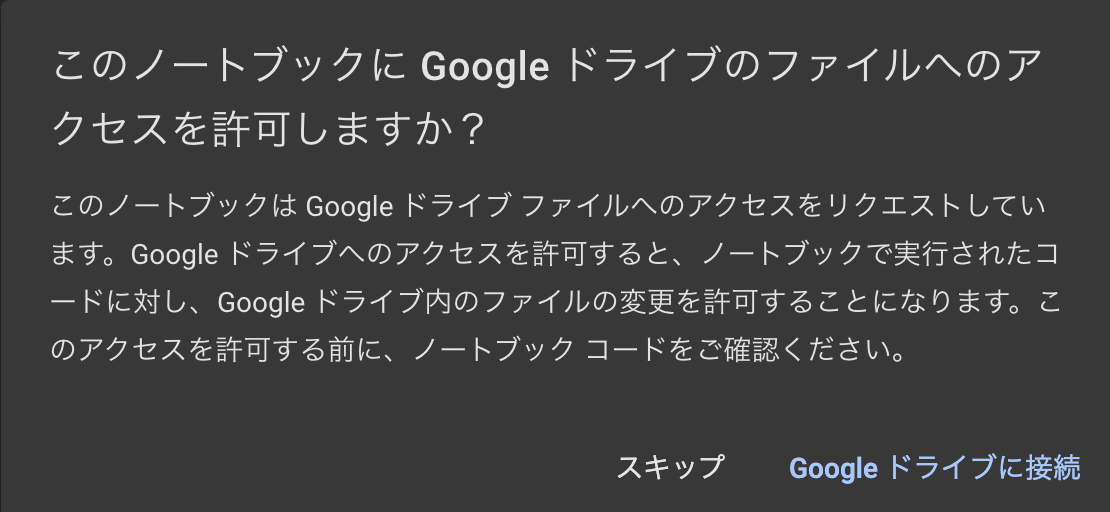 このノートブックに Google ドライブのファイルへのア
クセスを許可しますか？
このノートブックは Google ドライブ ファイルへのアクセスをリクエストしてい
ます。Google ドライブへのアクセスを許可すると、ノートブックで実行されたコ
ードに対し、Google ドライブ内のファイルの変更を許可することになります。こ
のアクセスを許可する前に、ノートブック コードをご確認ください。
スキップ Google ドライブに接続